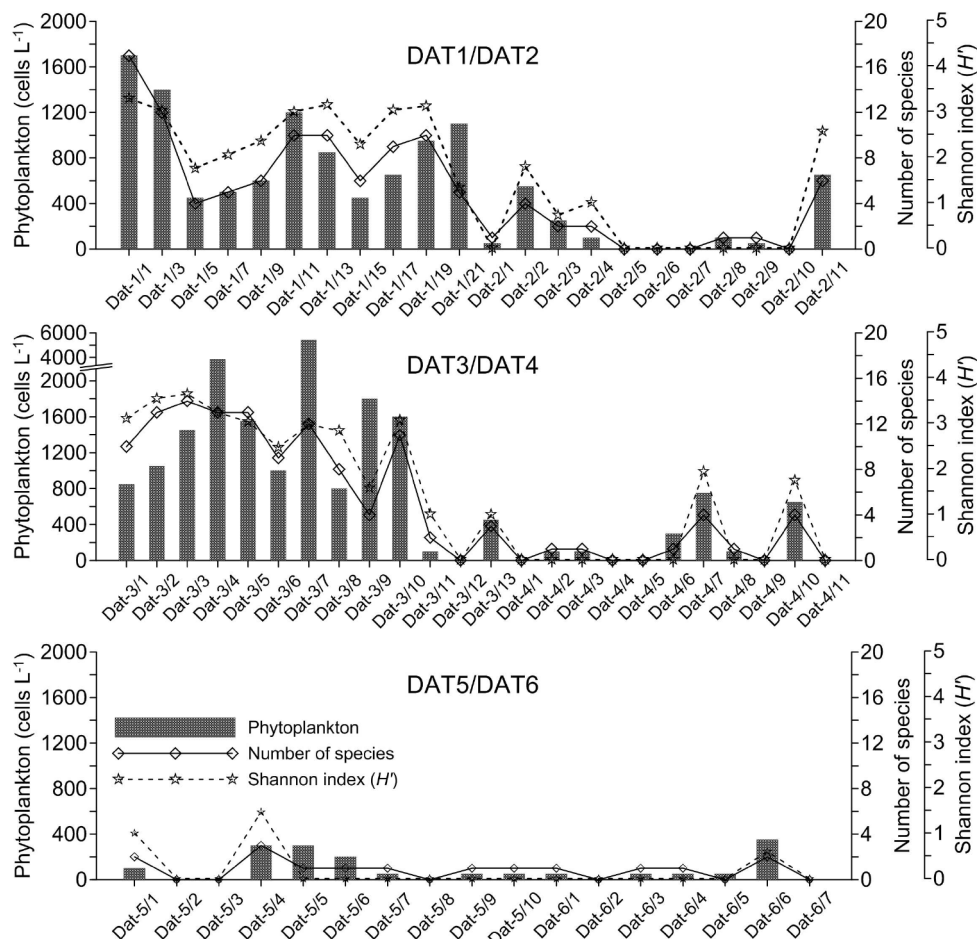 DAT1/DAT2
Phytoplankton (cells L⁻¹)
2000
1600
1200
800
400
0
20
16
12
8
4
0
Number of species
5
4
3
2
1
0
Shannon index (H')
Dat-1/1
Dat-1/3
Dat-1/5
Dat-1/7
Dat-1/9
Dat-1/11
Dat-1/13
Dat-1/15
Dat-1/17
Dat-1/19
Dat-1/21
Dat-2/1
Dat-2/2
Dat-2/3
Dat-2/4
Dat-2/5
Dat-2/6
Dat-2/7
Dat-2/8
Dat-2/9
Dat-2/10
Dat-2/11
DAT3/DAT4
Phytoplankton (cells L⁻¹)
6000
4000
2000
1600
1200
800
400
0
20
16
12
8
4
0
Number of species
5
4
3
2
1
0
Shannon index (H')
Dat-3/1
Dat-3/2
Dat-3/3
Dat-3/4
Dat-3/5
Dat-3/6
Dat-3/7
Dat-3/8
Dat-3/9
Dat-3/10
Dat-3/11
Dat-3/12
Dat-3/13
Dat-4/1
Dat-4/2
Dat-4/3
Dat-4/4
Dat-4/5
Dat-4/6
Dat-4/7
Dat-4/8
Dat-4/9
Dat-4/10
Dat-4/11
DAT5/DAT6
Phytoplankton (cells L⁻¹)
2000
1600
1200
800
400
0
Phytoplankton
Number of species
Shannon index (H')
20
16
12
8
4
0
Number of species
5
4
3
2
1
0
Shannon index (H')
Dat-5/1
Dat-5/2
Dat-5/3
Dat-5/4
Dat-5/5
Dat-5/6
Dat-5/7
Dat-5/8
Dat-5/9
Dat-5/10
Dat-6/1
Dat-6/2
Dat-6/3
Dat-6/4
Dat-6/5
Dat-6/6
Dat-6/7